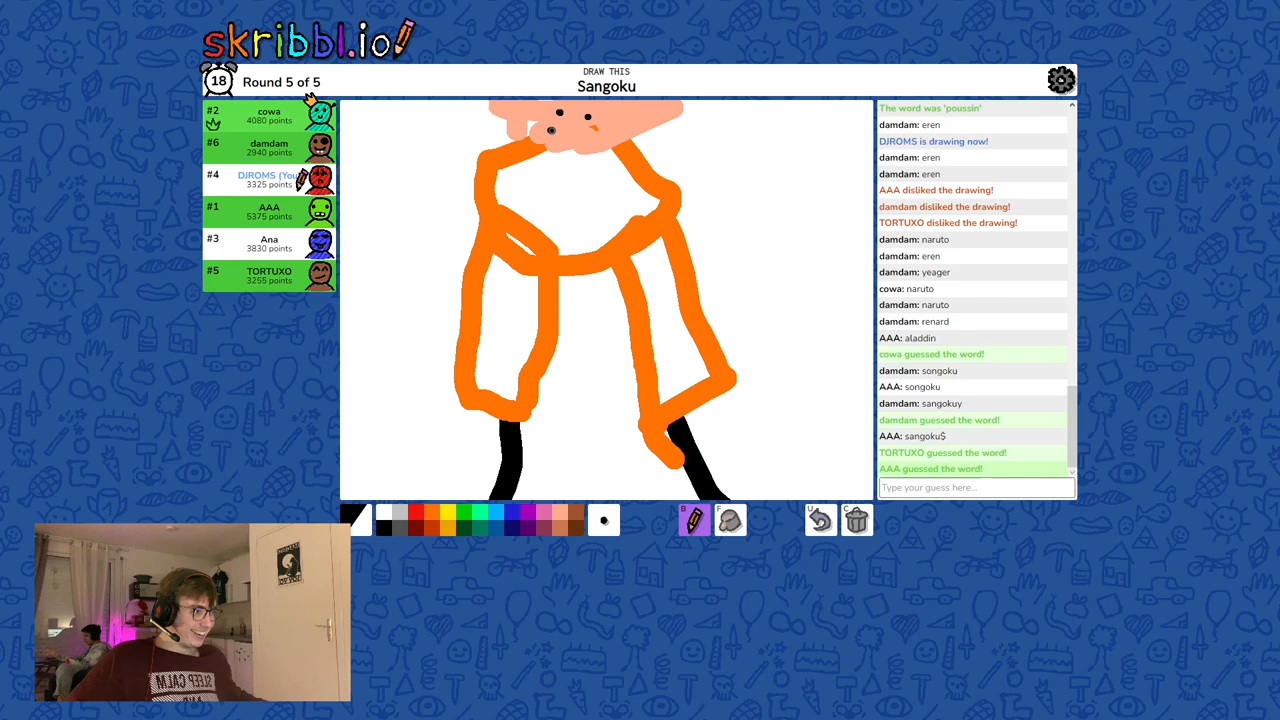 skribbl.io
18
Round 5 of 5
DRAW THIS
Sangoku
#2
cowa
4080 points
#6
damdam
2940 points
#4
DJROMS (You
3325 points
#1
AAA
5375 points
#3
Ana
3830 points
#5
TORTUXO
3255 points
The word was 'poussin'
damdam: eren
DJROMS is drawing now!
damdam: eren
damdam: eren
AAA disliked the drawing!
damdam disliked the drawing!
TORTUXO disliked the drawing!
damdam: naruto
damdam: eren
damdam: yeager
cowa: naruto
damdam: naruto
damdam: renard
AAA: aladdin
cowa guessed the word!
damdam: songoku
AAA: songoku
damdam: sangokuy
damdam guessed the word!
AAA: sangoku$
TORTUXO guessed the word!
AAA guessed the word!
Type your guess here...
B
F
U
C
SLEEP CALM